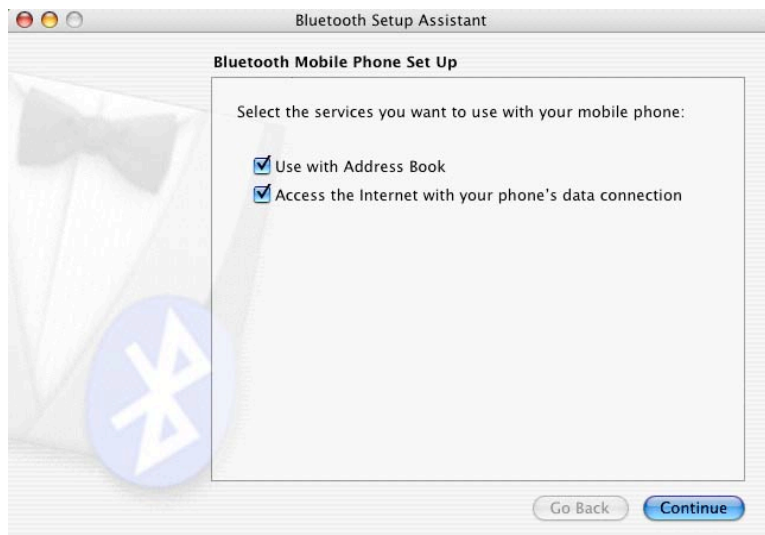 Bluetooth Setup Assistant
Bluetooth Mobile Phone Set Up
Select the services you want to use with your mobile phone:
Use with Address Book
Access the Internet with your phone's data connection
Go Back
Continue